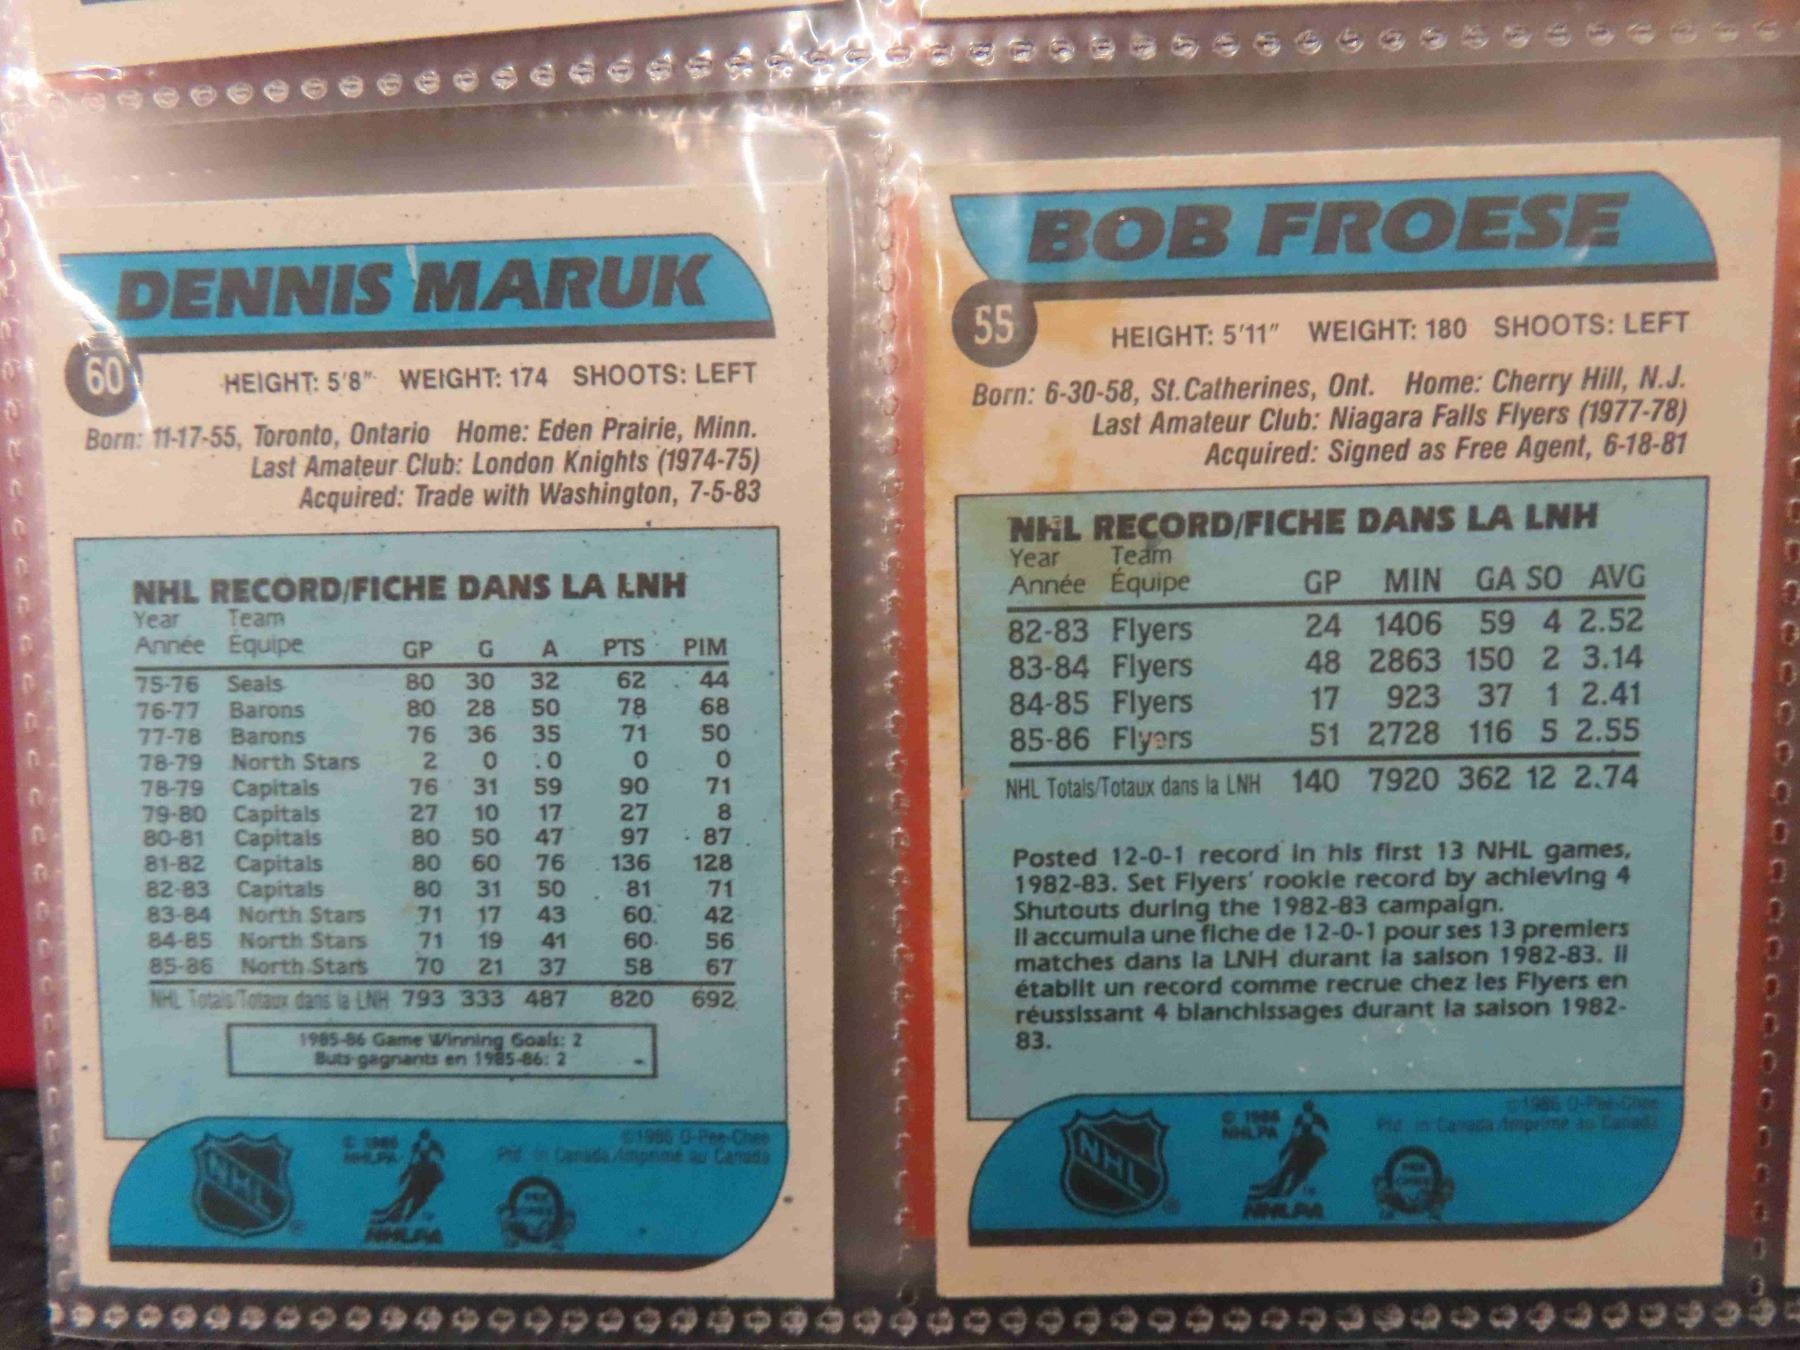 DENNIS MARUK
60
HEIGHT: 5'8" WEIGHT: 174 SHOOTS: LEFT
Born: 11-17-55, Toronto, Ontario Home: Eden Prairie, Minn.
Last Amateur Club: London Knights (1974-75)
Acquired: Trade with Washington, 7-5-83
NHL RECORD/FICHE DANS LA LNH
Year Team
Année Équipe GP G A PTS PIM
75-76 Seals 80 30 32 62 44
76-77 Barons 80 28 50 78 68
77-78 Barons 76 36 35 71 50
78-79 North Stars 2 0 0 0 0
78-79 Capitals 76 31 59 90 71
79-80 Capitals 27 10 17 27 8
80-81 Capitals 80 50 47 97 87
81-82 Capitals 80 60 76 136 128
82-83 Capitals 80 31 50 81 71
83-84 North Stars 71 17 43 60 42
84-85 North Stars 71 19 41 60 56
85-86 North Stars 70 21 37 58 67
NHL Totals/Totaux dans la LNH 793 333 487 820 692
1985-86 Game Winning Goals: 2
Buts gagnants en 1985-86: 2
©1986 O-Pee-Chee
Ptd. in Canada/Imprimé au Canada
© 1986
NHLPA
NHL
NHLPA
BOB FROESE
55
HEIGHT: 5'11" WEIGHT: 180 SHOOTS: LEFT
Born: 6-30-58, St.Catherines, Ont. Home: Cherry Hill, N.J.
Last Amateur Club: Niagara Falls Flyers (1977-78)
Acquired: Signed as Free Agent, 6-18-81
NHL RECORD/FICHE DANS LA LNH
Year Team
Année Équipe GP MIN GA SO AVG
82-83 Flyers 24 1406 59 4 2.52
83-84 Flyers 48 2863 150 2 3.14
84-85 Flyers 17 923 37 1 2.41
85-86 Flyers 51 2728 116 5 2.55
NHL Totals/Totaux dans la LNH 140 7920 362 12 2.74
Posted 12-0-1 record in his first 13 NHL games,
1982-83. Set Flyers' rookie record by achieving 4
Shutouts during the 1982-83 campaign.
Il accumula une fiche de 12-0-1 pour ses 13 premiers
matches dans la LNH durant la saison 1982-83. Il
établit un record comme recrue chez les Flyers en
réussissant 4 blanchissages durant la saison 1982-
83.
©1986 O-Pee-Chee
Ptd. in Canada/Imprimé au Canada
© 1986
NHLPA
NHL
NHLPA